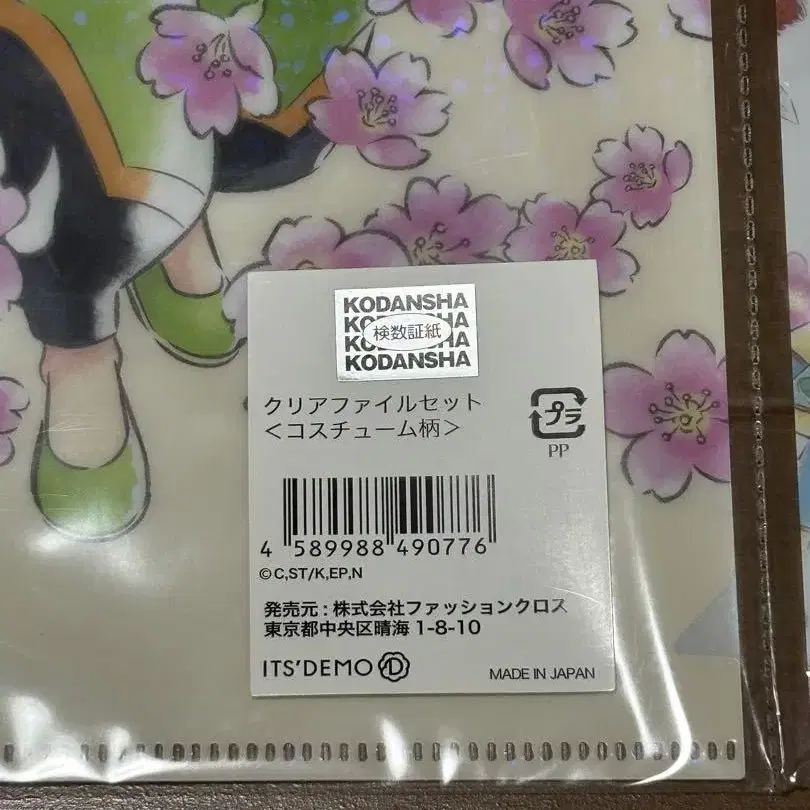 KODANSHA
KODANSHA
検数証紙
KODANSHA
KODANSHA
クリアファイルセット
＜コスチューム柄＞
プラ
PP
4 589988 490776
©C,ST/K,EP,N
発売元：株式会社ファッションクロス
東京都中央区晴海 1-8-10
ITS'DEMO
MADE IN JAPAN